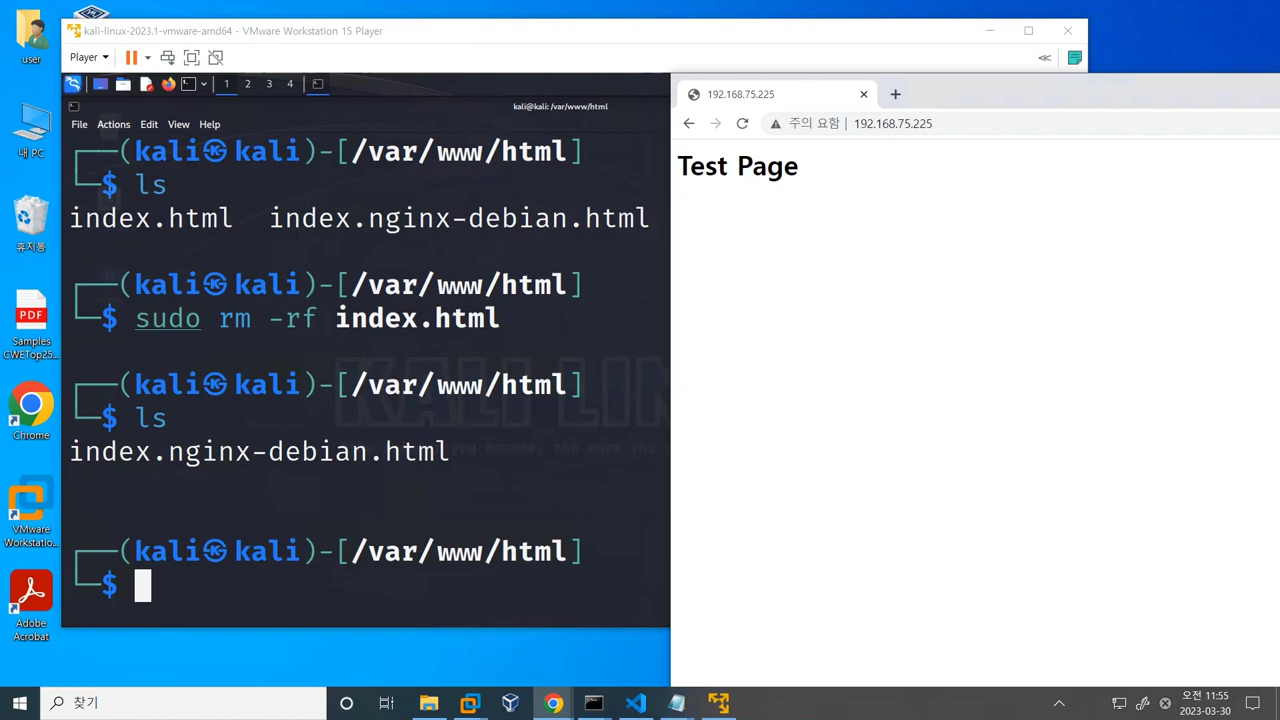 user
내 PC
휴지통
PDF
Samples
CWETop25...
Chrome
VMware
Workstatio...
Adobe
Acrobat
kali-linux-2023.1-vmware-amd64 - VMware Workstation 15 Player
Player
1 2 3 4
kali@kali: /var/www/html
File Actions Edit View Help
┌──(kali㉿kali)-[/var/www/html]
└─$ ls
index.html index.nginx-debian.html
┌──(kali㉿kali)-[/var/www/html]
└─$ sudo rm -rf index.html
┌──(kali㉿kali)-[/var/www/html]
└─$ ls
index.nginx-debian.html
┌──(kali㉿kali)-[/var/www/html]
└─$
KALI LIN
192.168.75.225
주의 요함 | 192.168.75.225
Test Page
찾기
오전 11:55
2023-03-30